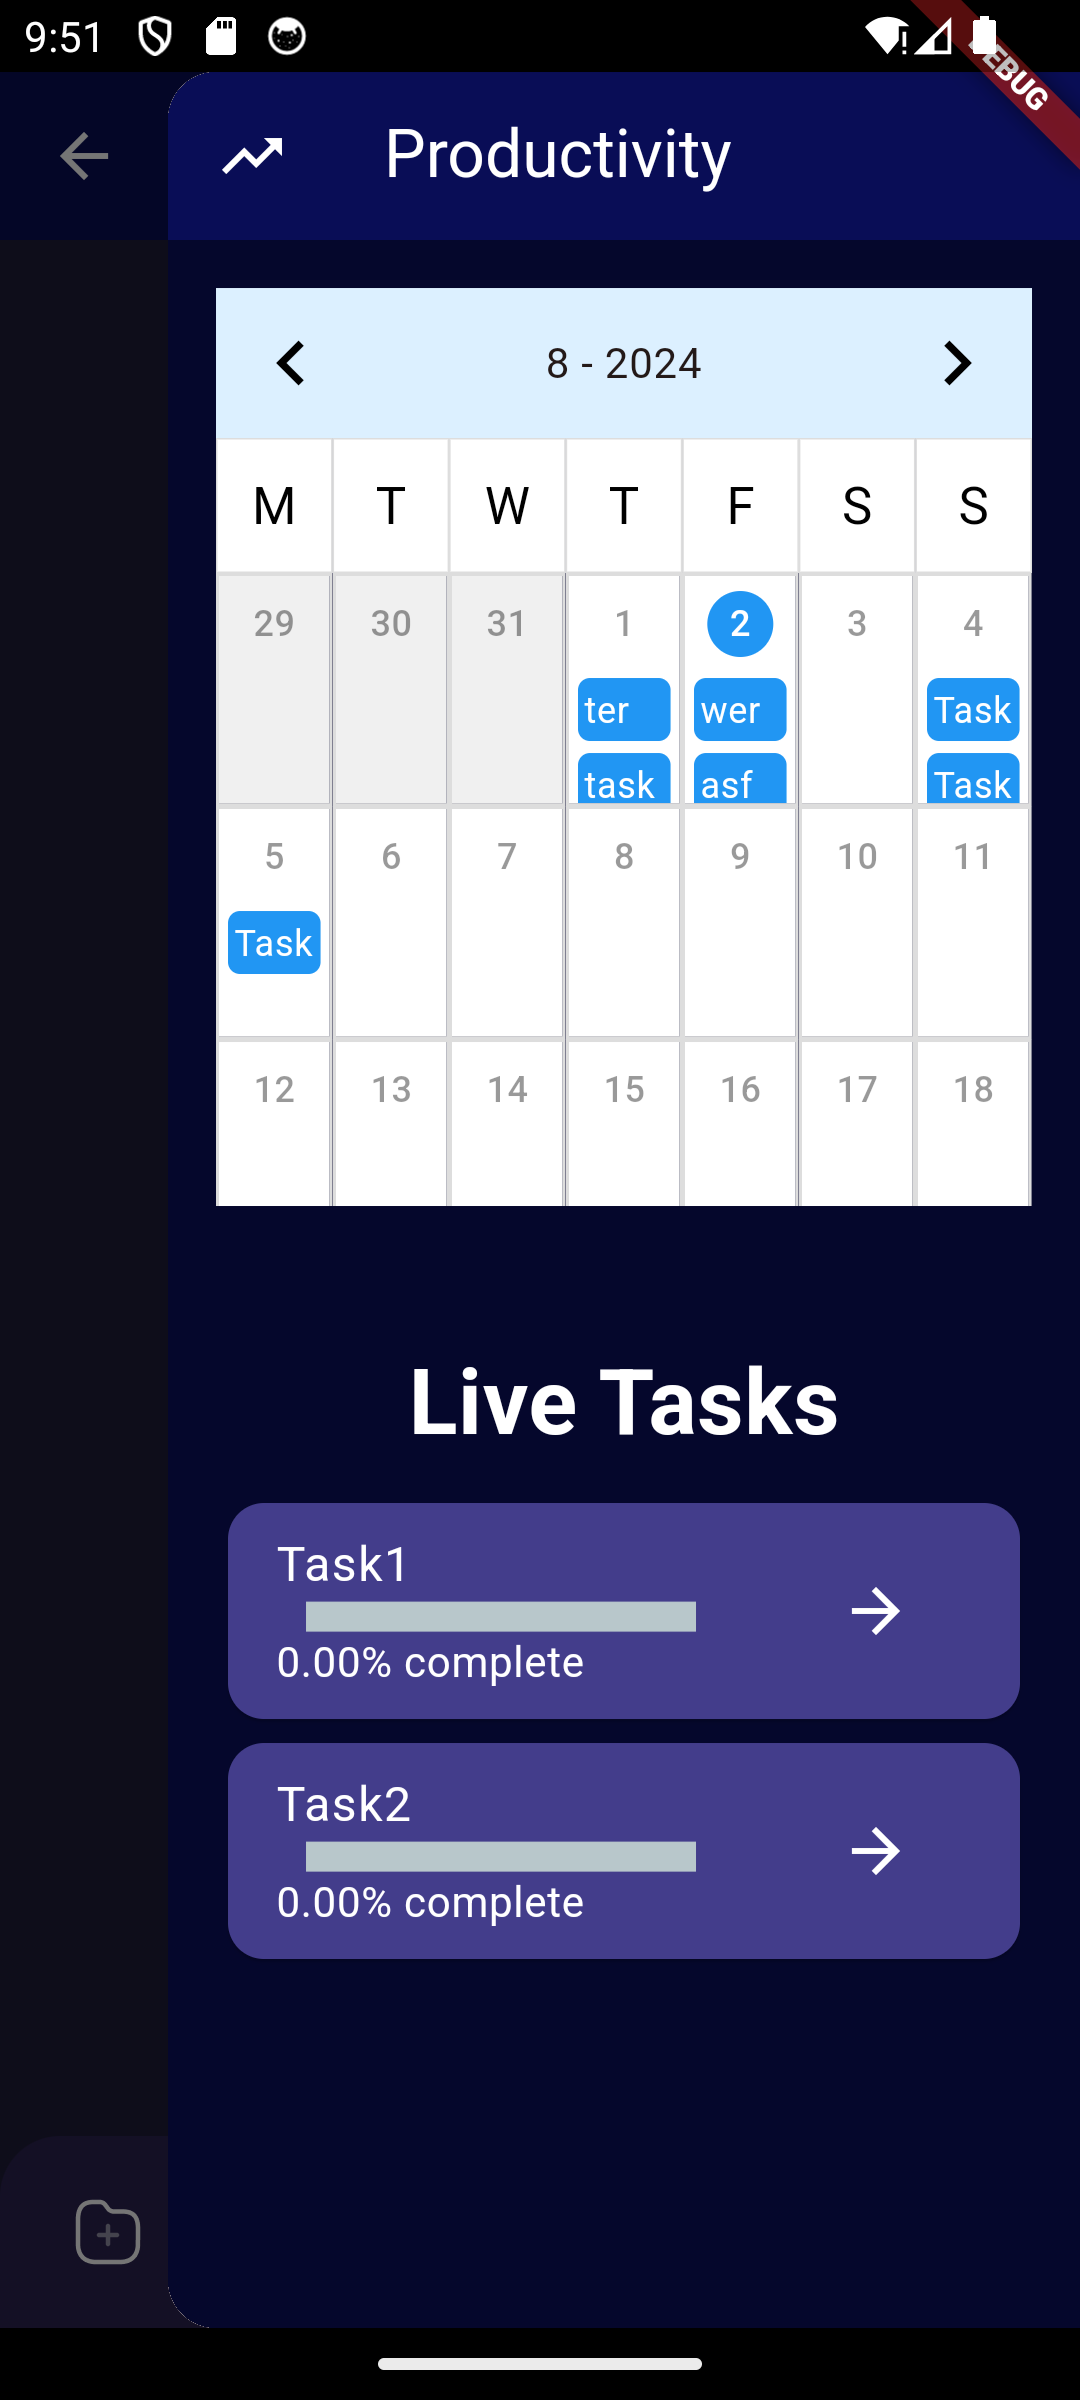 9:51
DEBUG
Productivity
8 - 2024
M T W T F S S
29 30 31 1 2 3 4
ter wer Task
task asf Task
5 6 7 8 9 10 11
Task
12 13 14 15 16 17 18
Live Tasks
Task1
0.00% complete
Task2
0.00% complete